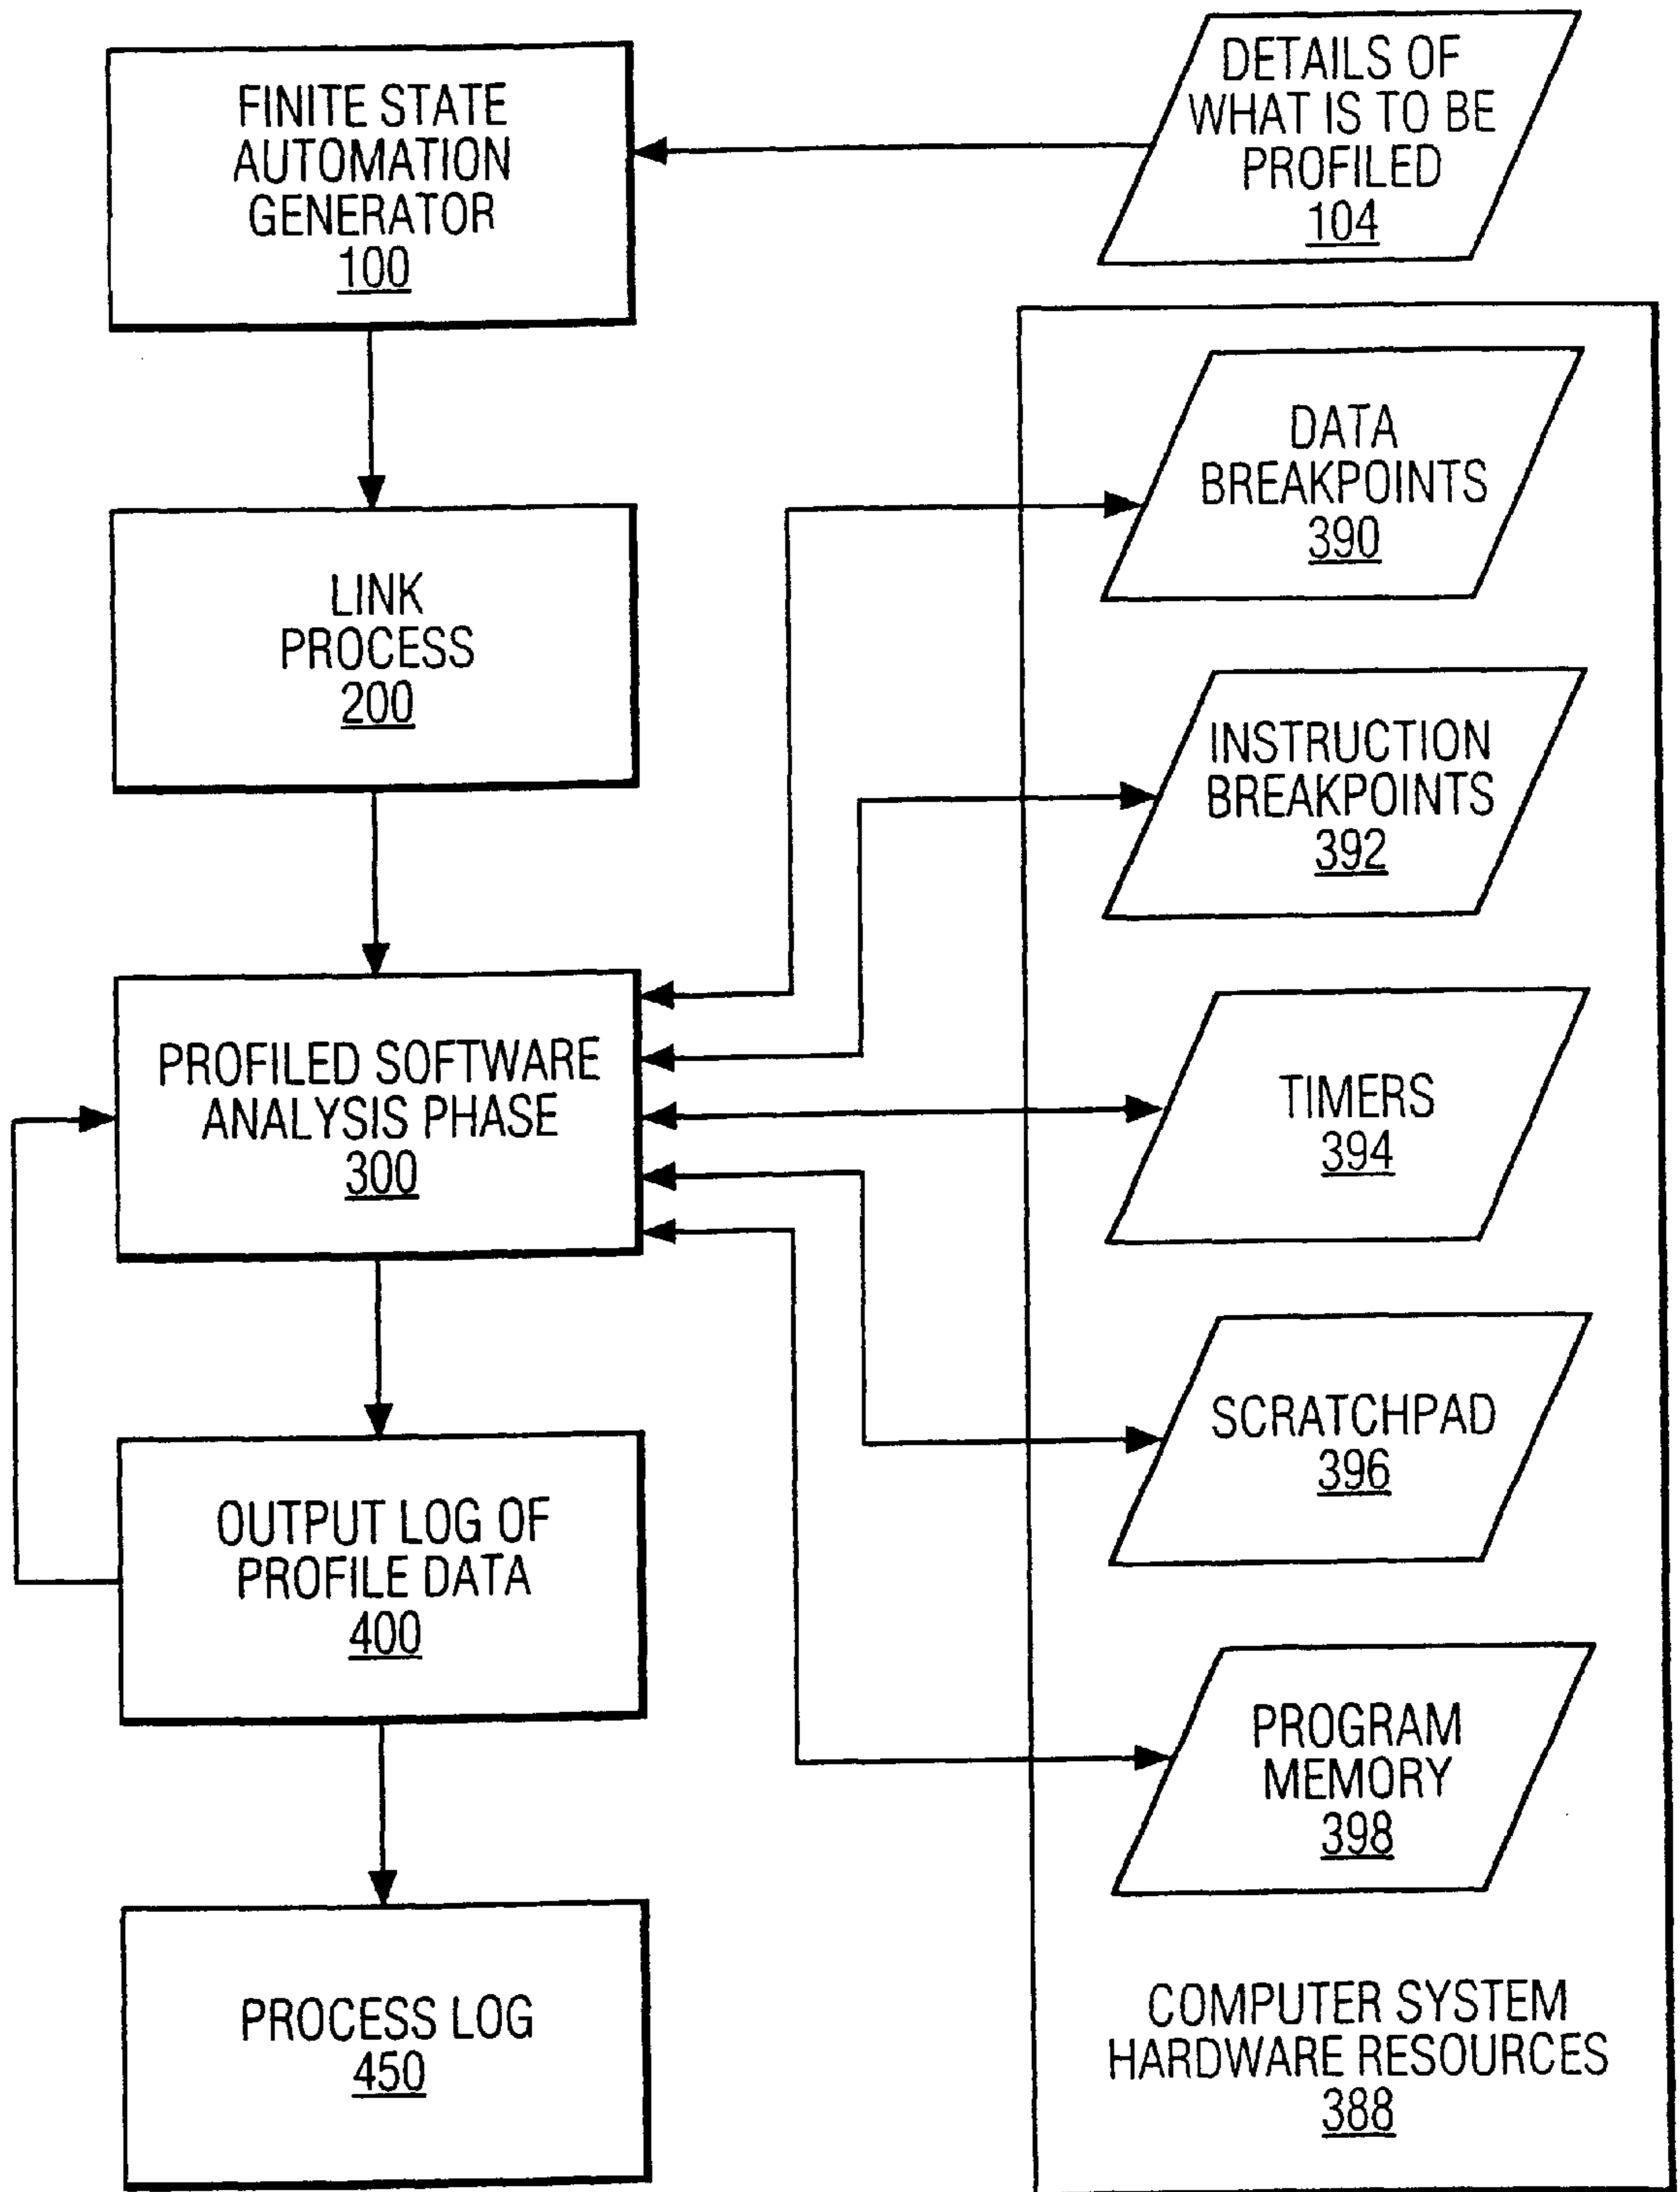 FINITE STATE
AUTOMATION
GENERATOR
100
DETAILS OF
WHAT IS TO BE
PROFILED
104
LINK
PROCESS
200
PROFILED SOFTWARE
ANALYSIS PHASE
300
OUTPUT LOG OF
PROFILE DATA
400
PROCESS LOG
450
DATA
BREAKPOINTS
390
INSTRUCTION
BREAKPOINTS
392
TIMERS
394
SCRATCHPAD
396
PROGRAM
MEMORY
398
COMPUTER SYSTEM
HARDWARE RESOURCES
388